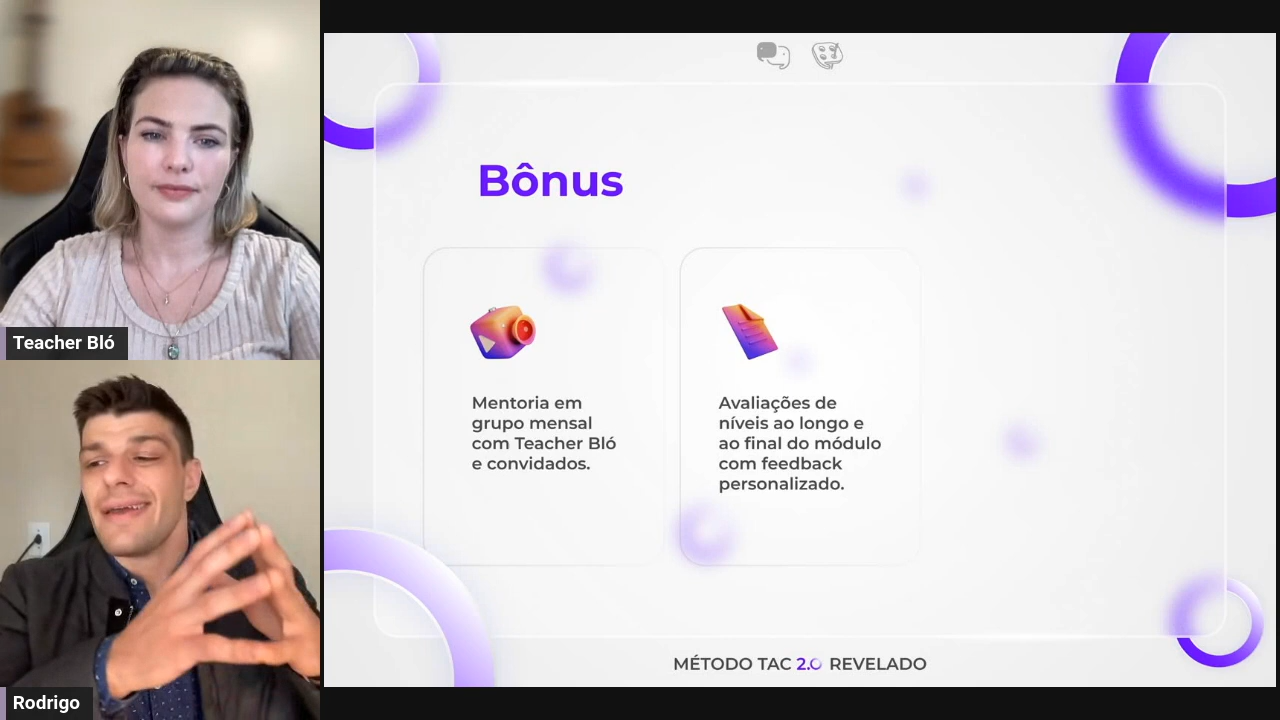 Teacher Bló
Rodrigo
Bônus
Mentoria em
grupo mensal
com Teacher Bló
e convidados.
Avaliações de
níveis ao longo e
ao final do módulo
com feedback
personalizado.
MÉTODO TAC 2.0 REVELADO